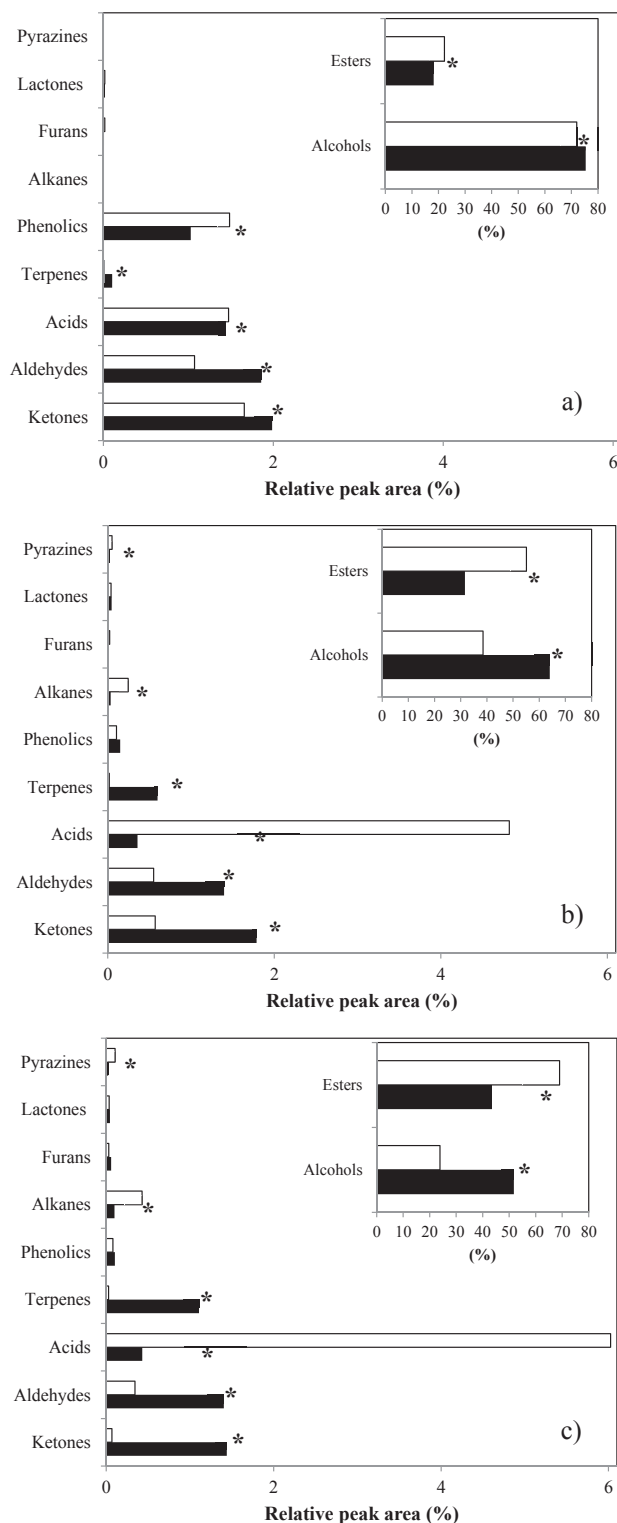 Pyrazines
Lactones
Furans
Alkanes
Phenolics
*
Terpenes
*
Acids
*
Aldehydes
*
Ketones
*
0 2 4 6
Relative peak area (%)
Esters
*
Alcohols
*
0 10 20 30 40 50 60 70 80
(%)
a)
Pyrazines
*
Lactones
Furans
Alkanes
*
Phenolics
Terpenes
*
Acids
*
Aldehydes
*
Ketones
*
0 2 4 6
Relative peak area (%)
Esters
*
Alcohols
*
0 10 20 30 40 50 60 70 80
(%)
b)
Pyrazines
*
Lactones
Furans
Alkanes
*
Phenolics
Terpenes
*
Acids
*
Aldehydes
*
Ketones
*
0 2 4 6
Relative peak area (%)
Esters
*
Alcohols
*
0 10 20 30 40 50 60 70 80
(%)
c)